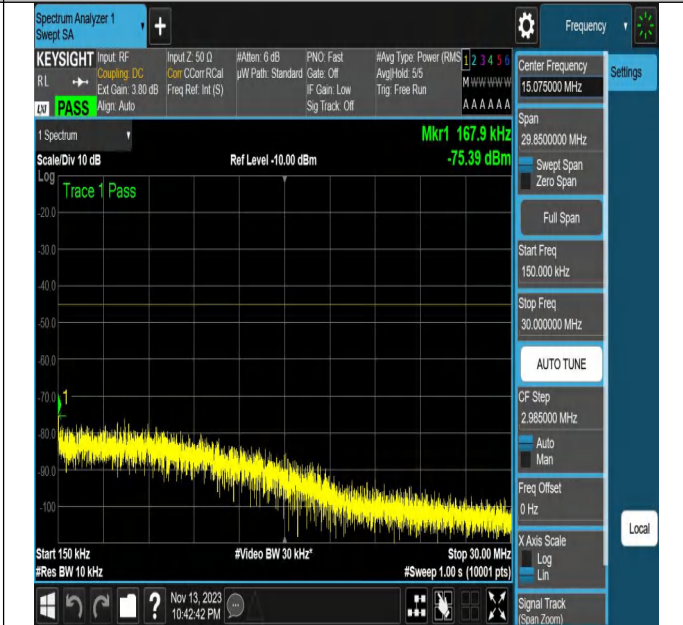 Spectrum Analyzer 1
Swept SA
+
Frequency
KEYSIGHT
RL
LXI
PASS
Input: RF
Coupling: DC
Ext Gain: 3.80 dB
Align: Auto
Input Z: 50 Ω
Corr CCorr RCal
Freq Ref: Int (S)
#Atten: 6 dB
µW Path: Standard
PNO: Fast
Gate: Off
IF Gain: Low
Sig Track: Off
#Avg Type: Power (RMS
Avg|Hold: 5/5
Trig: Free Run
1 2 3 4 5 6
M W W W W W
A A A A A A
1 Spectrum
Scale/Div 10 dB
Ref Level -10.00 dBm
Mkr1 167.9 kHz
-75.39 dBm
Log
Trace 1 Pass
-20.0
-30.0
-40.0
-50.0
-60.0
-70.0
-80.0
-90.0
-100
1
Start 150 kHz
#Video BW 30 kHz*
Stop 30.00 MHz
#Res BW 10 kHz
#Sweep 1.00 s (10001 pts)
?
Nov 13, 2023
10:42:42 PM
Center Frequency
15.075000 MHz
Span
29.8500000 MHz
Swept Span
Zero Span
Full Span
Start Freq
150.000 kHz
Stop Freq
30.000000 MHz
AUTO TUNE
CF Step
2.985000 MHz
Auto
Man
Freq Offset
0 Hz
X Axis Scale
Log
Lin
Signal Track
(Span Zoom)
Settings
Local